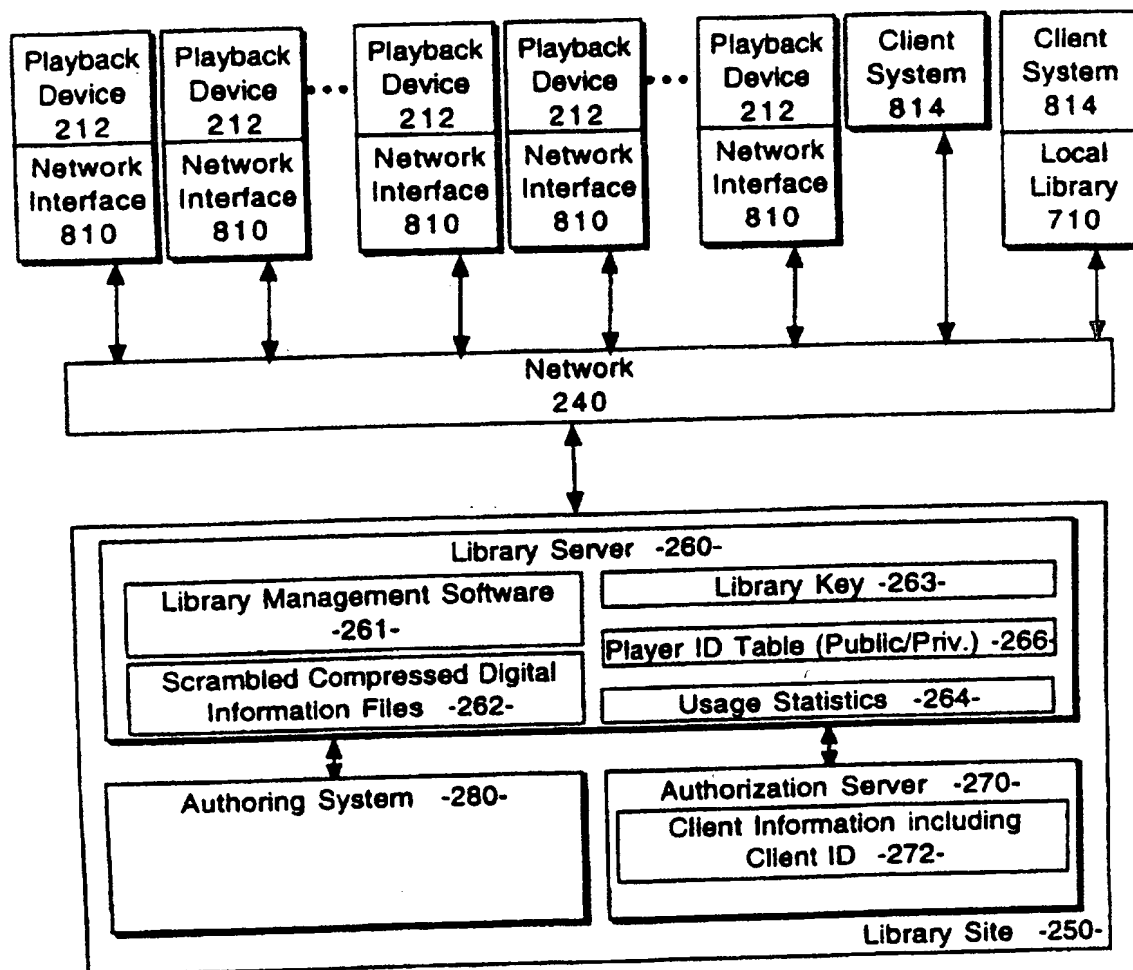 Playback
Device
212
Network
Interface
810
Playback
Device
212
Network
Interface
810
Playback
Device
212
Network
Interface
810
Playback
Device
212
Network
Interface
810
Playback
Device
212
Network
Interface
810
Client
System
814
Client
System
814
Local
Library
710
Network
240
Library Server -260-
Library Management Software
-261-
Scrambled Compressed Digital
Information Files -262-
Library Key -263-
Player ID Table (Public/Priv.) -266-
Usage Statistics -264-
Authoring System -280-
Authorization Server -270-
Client Information including
Client ID -272-
Library Site -250-